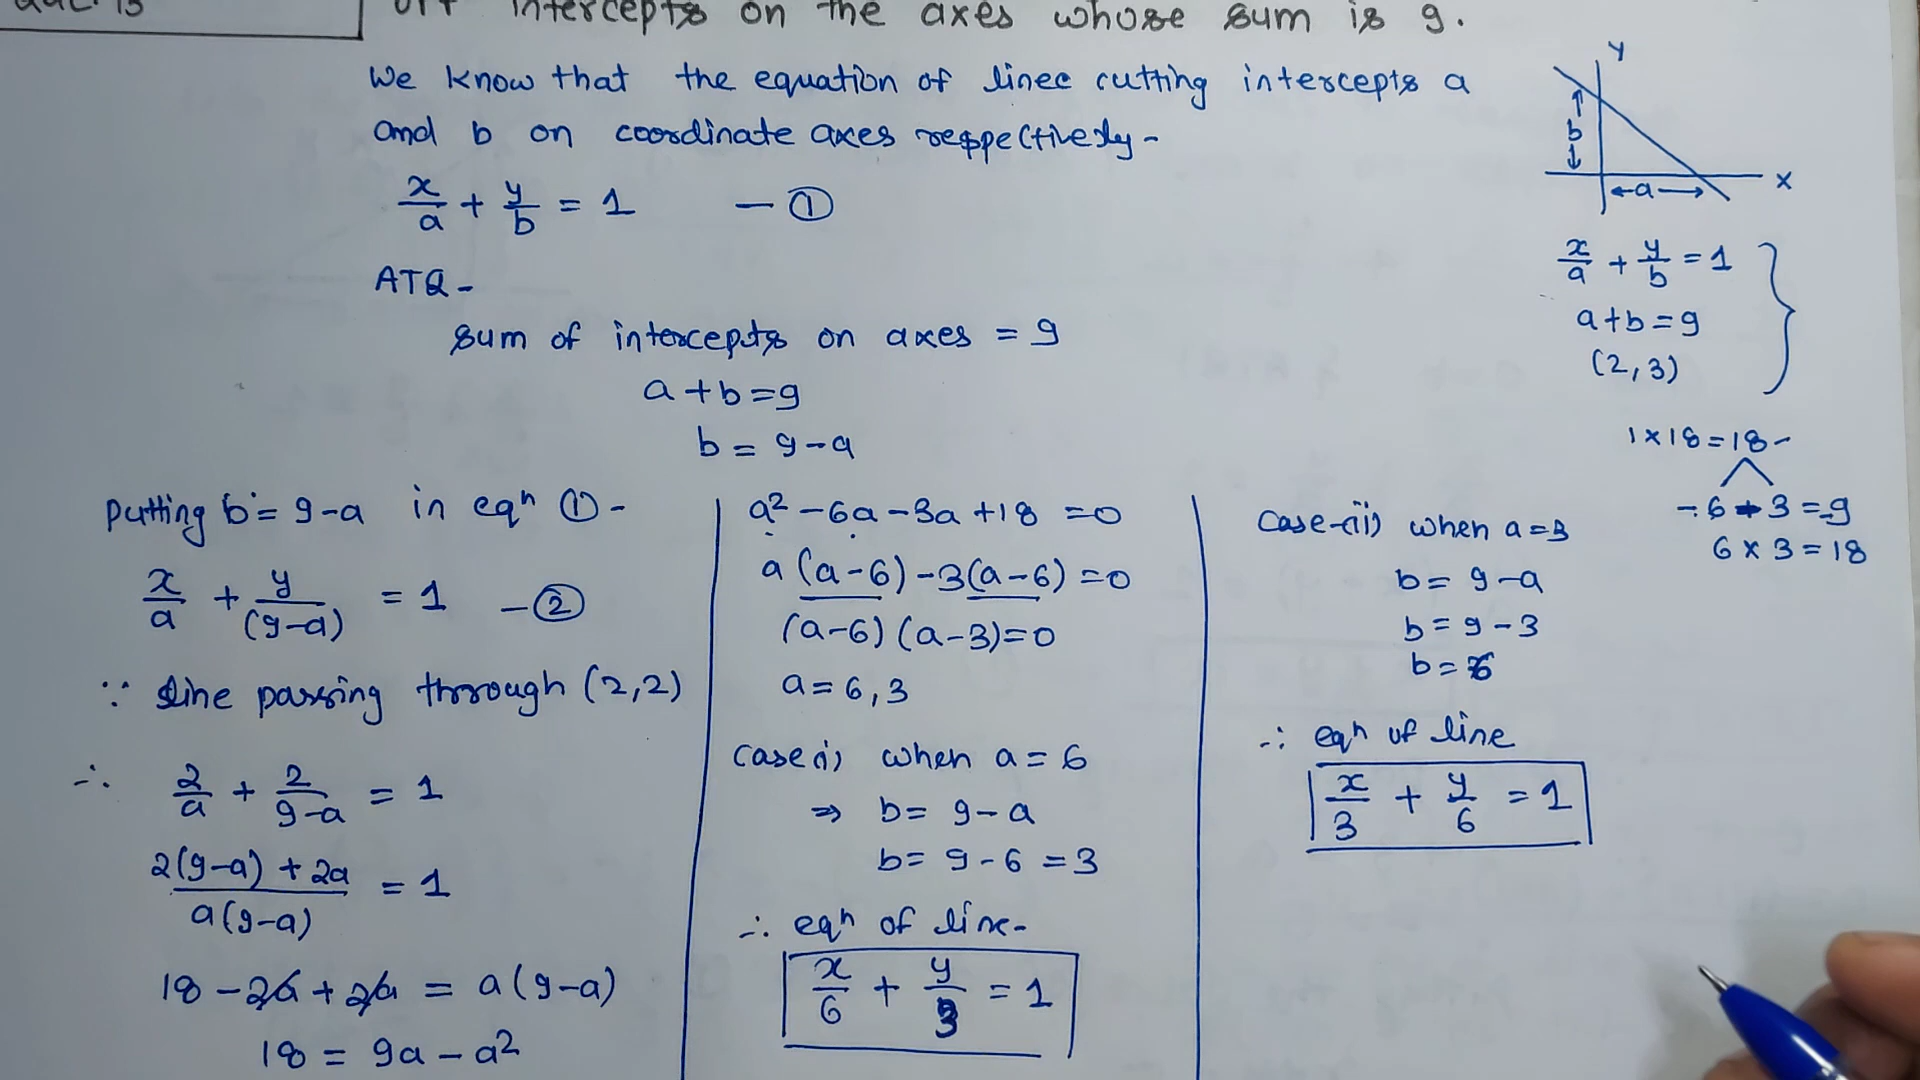 off intercepts on the axes whose sum is 9.
We know that the equation of linee cutting intercepts a
and b on coordinate axes respectively-
x/a + y/b = 1 - ①
ATQ-
sum of intercepts on axes = 9
a+b=9
b = 9-a
Putting b = 9-a in eqn ① -
x/a + y/(9-a) = 1 - ②
∵ line passing through (2,2)
∴ 2/a + 2/9-a = 1
2(9-a) + 2a / a(9-a) = 1
18 - 2a + 2a = a(9-a)
18 = 9a - a²
a² - 6a - 3a + 18 = 0
a(a-6) - 3(a-6) = 0
(a-6) (a-3) = 0
a = 6, 3
case i) when a = 6
⇒ b = 9-a
b = 9-6 = 3
∴ eqn of line-
x/6 + y/3 = 1
case-(ii) when a=3
b = 9-a
b = 9-3
b = 6
∴ eqn of line
x/3 + y/6 = 1
y
b
a
x
x/a + y/b = 1
a+b=9
(2,3)
1×18 = 18-
-6 - 3 = -9
6 × 3 = 18